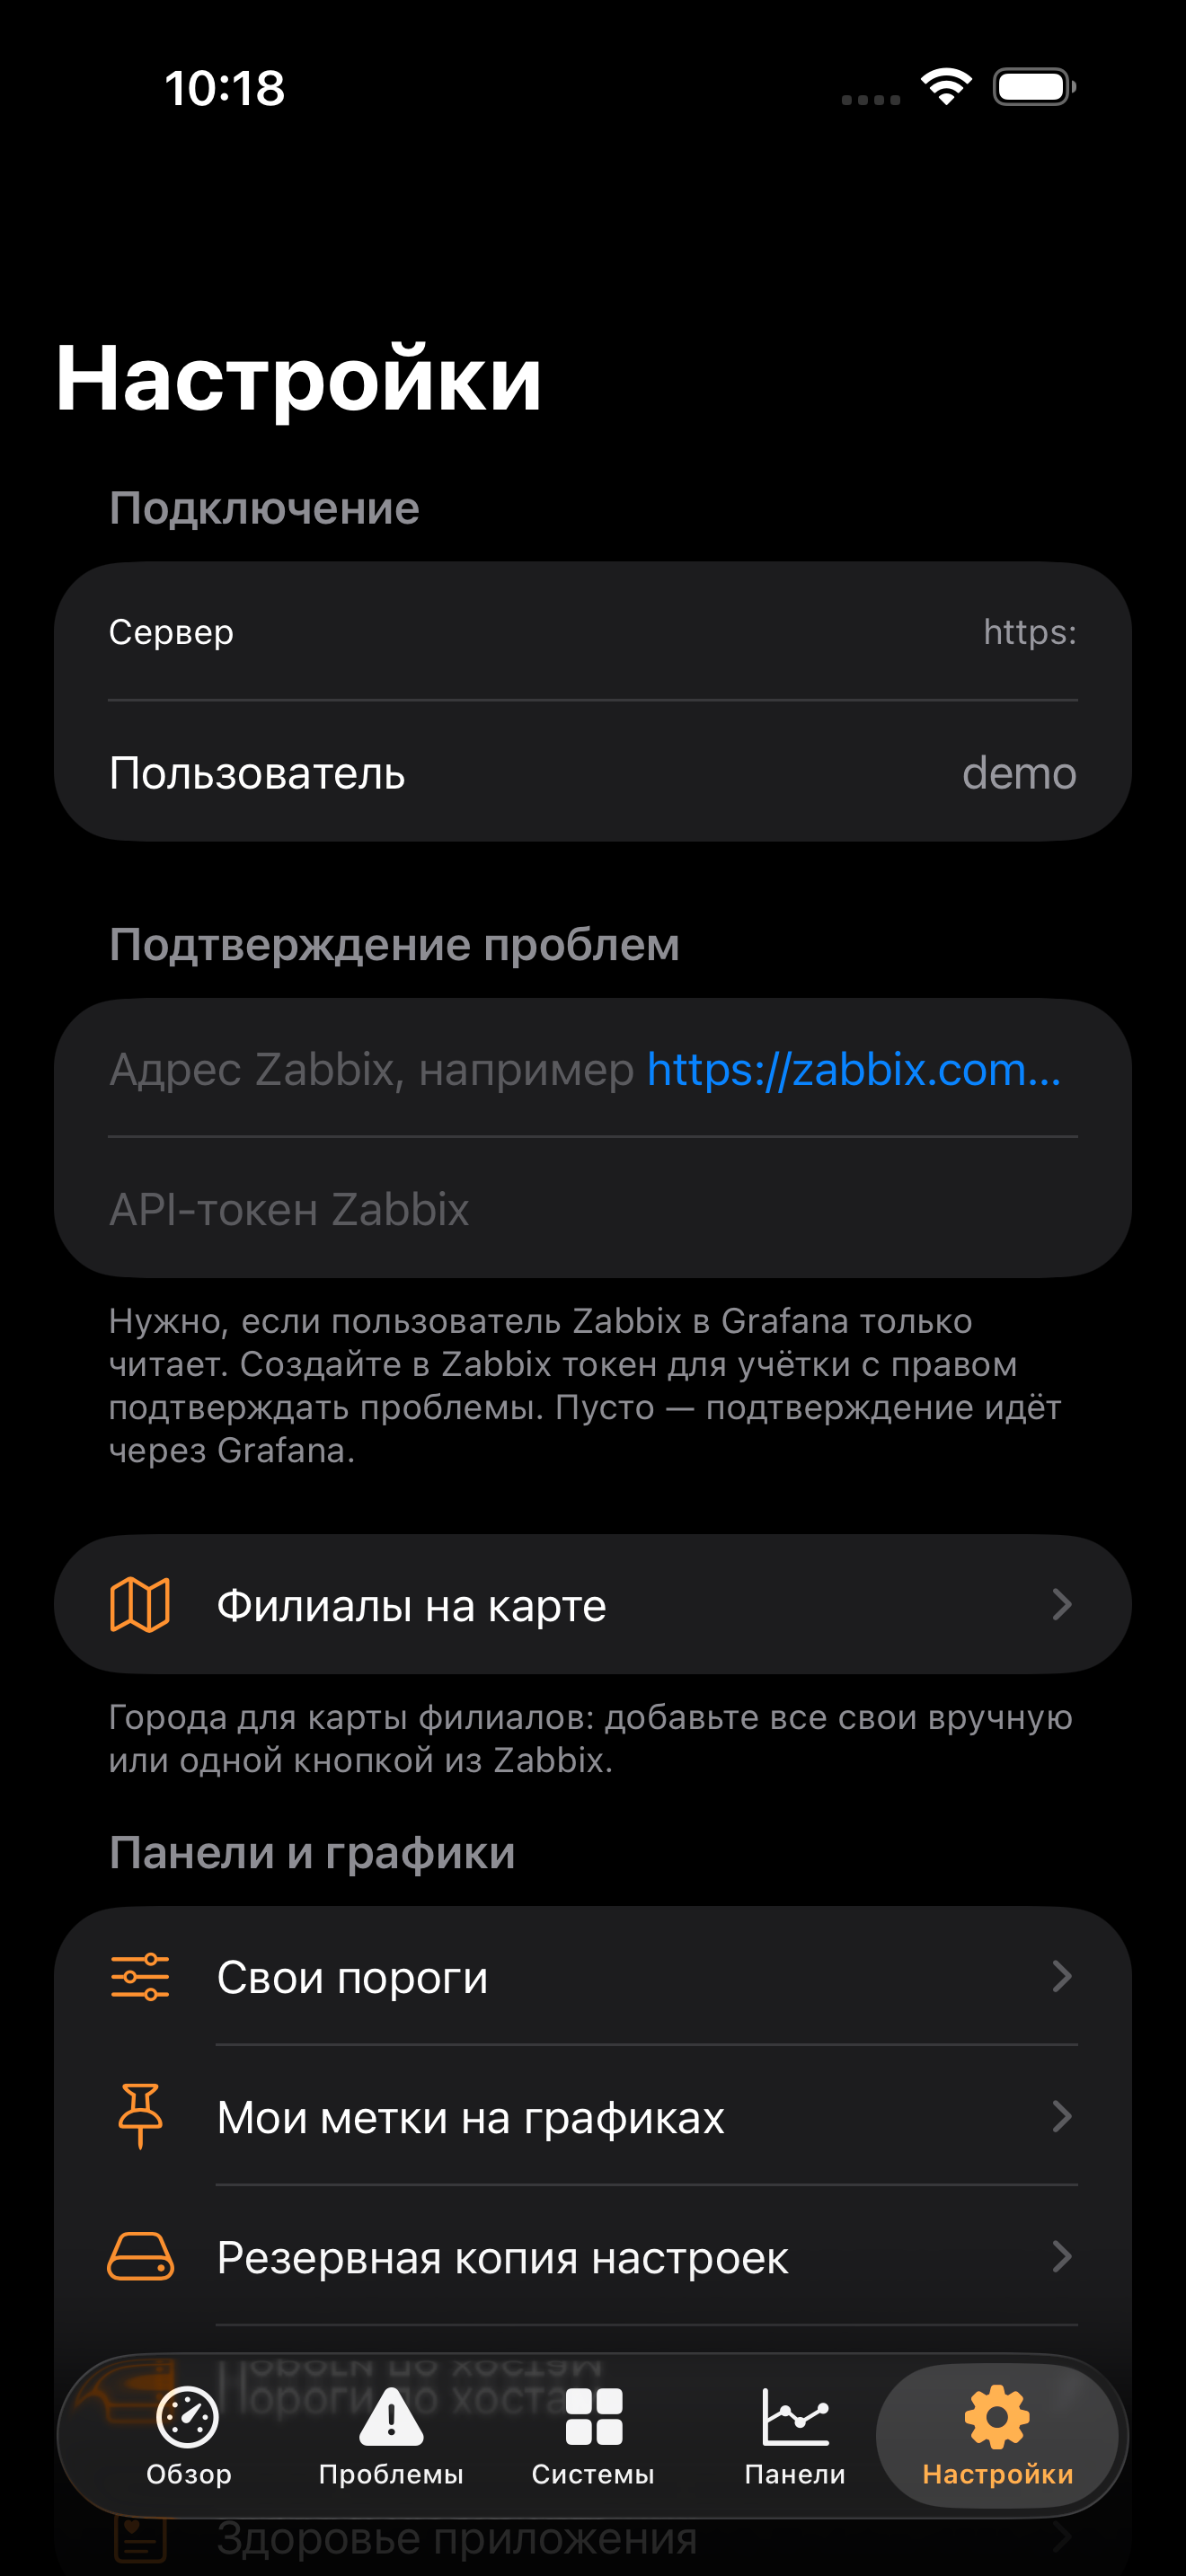 10:18
Настройки
Подключение
Сервер https:
Пользователь demo
Подтверждение проблем
Адрес Zabbix, например https://zabbix.com...
API-токен Zabbix
Нужно, если пользователь Zabbix в Grafana только
читает. Создайте в Zabbix токен для учётки с правом
подтверждать проблемы. Пусто — подтверждение идёт
через Grafana.
Филиалы на карте
Города для карты филиалов: добавьте все свои вручную
или одной кнопкой из Zabbix.
Панели и графики
Свои пороги
Мои метки на графиках
Резервная копия настроек
Пороги по хостам
Обзор Проблемы Системы Панели Настройки
Здоровье приложения